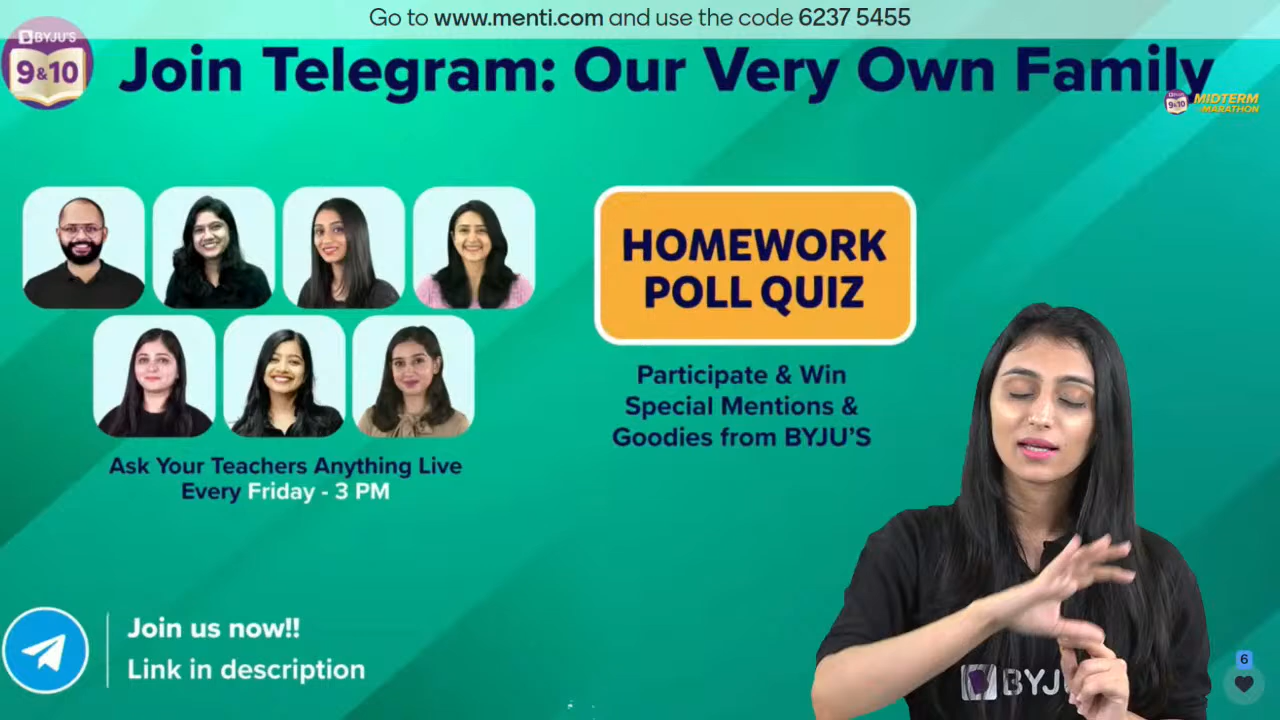 Go to www.menti.com and use the code 6237 5455
BYJU'S
9&10
Join Telegram: Our Very Own Family
9&10
MIDTERM
MARATHON
HOMEWORK
POLL QUIZ
Participate & Win
Special Mentions &
Goodies from BYJU'S
Ask Your Teachers Anything Live
Every Friday - 3 PM
Join us now!!
Link in description
BYJU
6